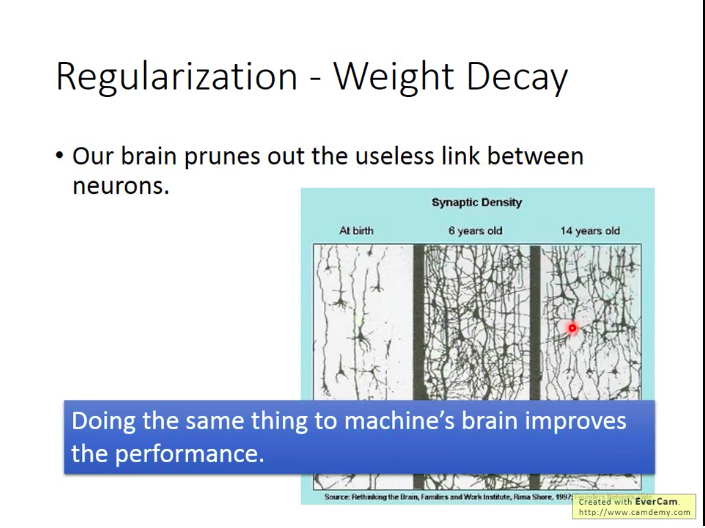 Regularization - Weight Decay
• Our brain prunes out the useless link between
neurons.
Synaptic Density
At birth
6 years old
14 years old
Doing the same thing to machine's brain improves
the performance.
Source: Rethinking the Brain, Families and Work Institute, Rima Shore, 1997;
Created with EverCam.
http://www.camdemy.com